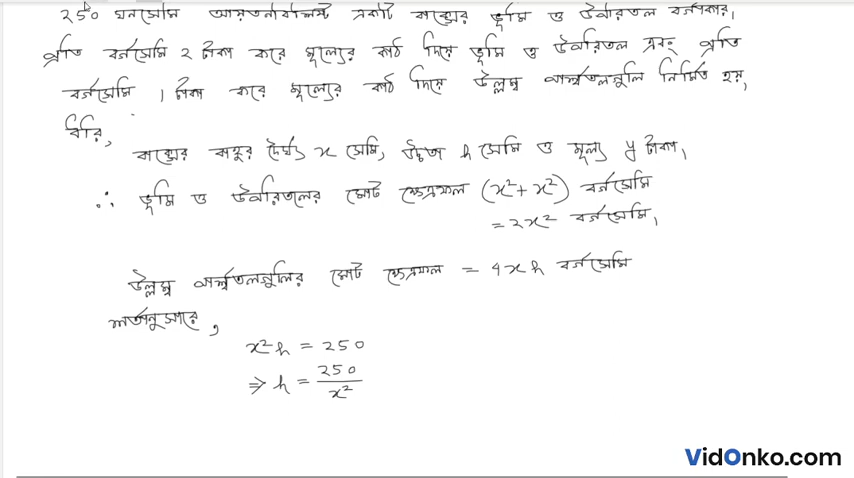 ২৫০ ঘনসেমি আয়তনবিশিষ্ট একটি বাক্সের ভূমি ও উপরিতল বর্গাকার।
প্রতি বর্গসেমি ২ টাকা করে মূল্যের কাঠ দিয়ে ভূমি ও উপরিতল এবং প্রতি
বর্গসেমি ১ টাকা করে মূল্যের কাঠ দিয়ে উল্লম্ব পার্শ্বতলগুলি নির্মিত হয়,
ধরি,
বাক্সের বাহুর দৈর্ঘ্য x সেমি, উচ্চতা h সেমি ও মূল্য y টাকা,
∴ ভূমি ও উপরিতলের মোট ক্ষেত্রফল (x²+x²) বর্গসেমি
= 2x² বর্গসেমি,
উল্লম্ব পার্শ্বতলগুলির মোট ক্ষেত্রফল = 4xh বর্গসেমি
শর্তানুসারে,
x²h = 250
⇒ h = 250/x²
VidOnko.com